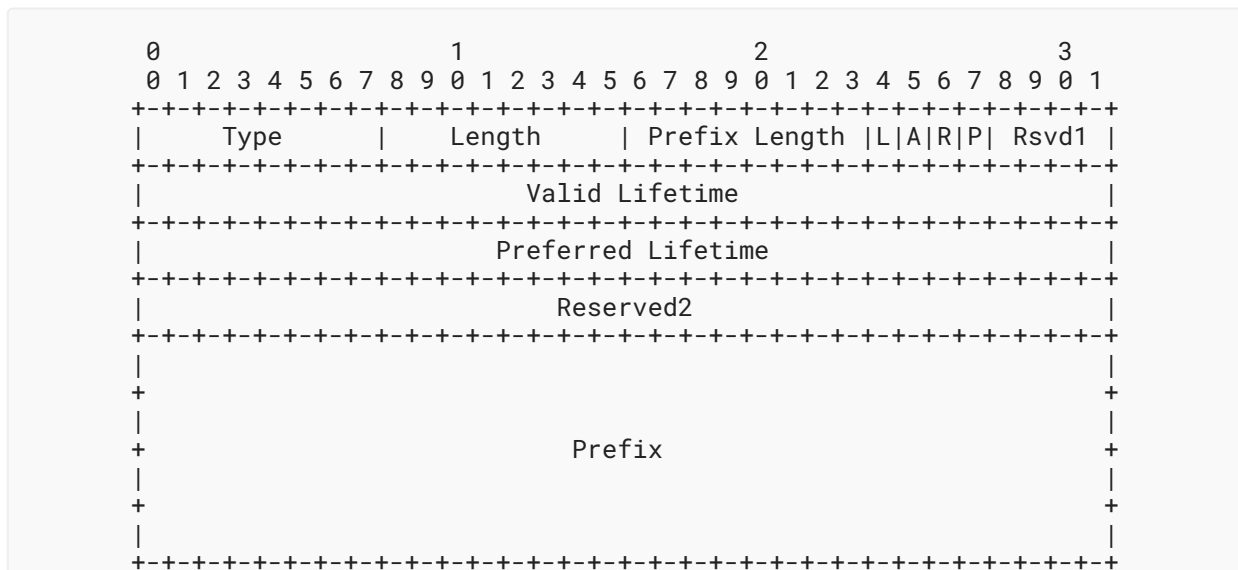 0                   1                   2                   3
0 1 2 3 4 5 6 7 8 9 0 1 2 3 4 5 6 7 8 9 0 1 2 3 4 5 6 7 8 9 0 1
+-+-+-+-+-+-+-+-+-+-+-+-+-+-+-+-+-+-+-+-+-+-+-+-+-+-+-+-+-+-+-+-+
|     Type      |    Length     | Prefix Length |L|A|R|P| Rsvd1 |
+-+-+-+-+-+-+-+-+-+-+-+-+-+-+-+-+-+-+-+-+-+-+-+-+-+-+-+-+-+-+-+-+
|                         Valid Lifetime                        |
+-+-+-+-+-+-+-+-+-+-+-+-+-+-+-+-+-+-+-+-+-+-+-+-+-+-+-+-+-+-+-+-+
|                       Preferred Lifetime                      |
+-+-+-+-+-+-+-+-+-+-+-+-+-+-+-+-+-+-+-+-+-+-+-+-+-+-+-+-+-+-+-+-+
|                           Reserved2                           |
+-+-+-+-+-+-+-+-+-+-+-+-+-+-+-+-+-+-+-+-+-+-+-+-+-+-+-+-+-+-+-+-+
|                                                               |
+                                                               +
|                                                               |
+                            Prefix                             +
|                                                               |
+                                                               +
|                                                               |
+-+-+-+-+-+-+-+-+-+-+-+-+-+-+-+-+-+-+-+-+-+-+-+-+-+-+-+-+-+-+-+-+